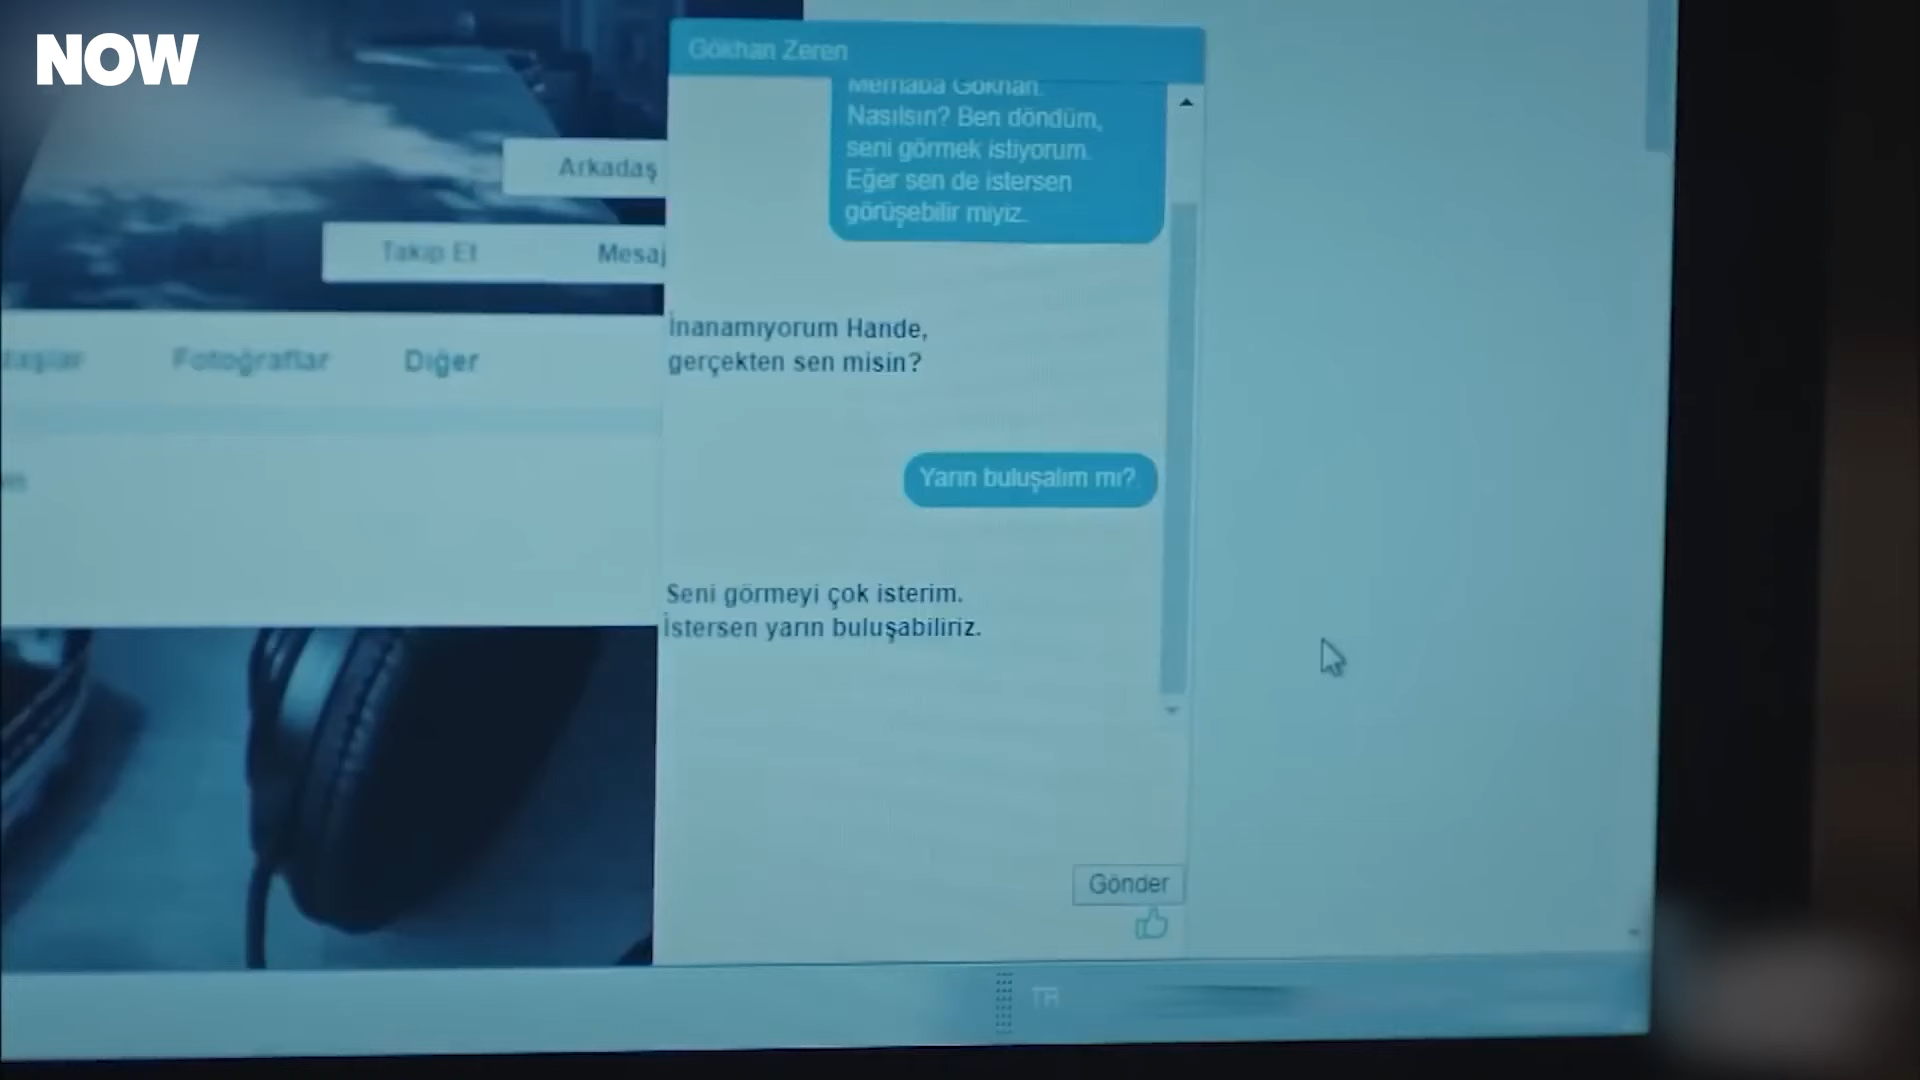 NOW
Gökhan Zeren
Merhaba Gökhan.
Nasılsın? Ben döndüm,
seni görmek istiyorum.
Eğer sen de istersen
görüşebilir miyiz.
Arkadaş
Takip Et
Mesaj
İnanamıyorum Hande,
gerçekten sen misin?
Fotoğraflar
Diğer
Yarın buluşalım mı?
Seni görmeyi çok isterim.
İstersen yarın buluşabiliriz.
Gönder
TR